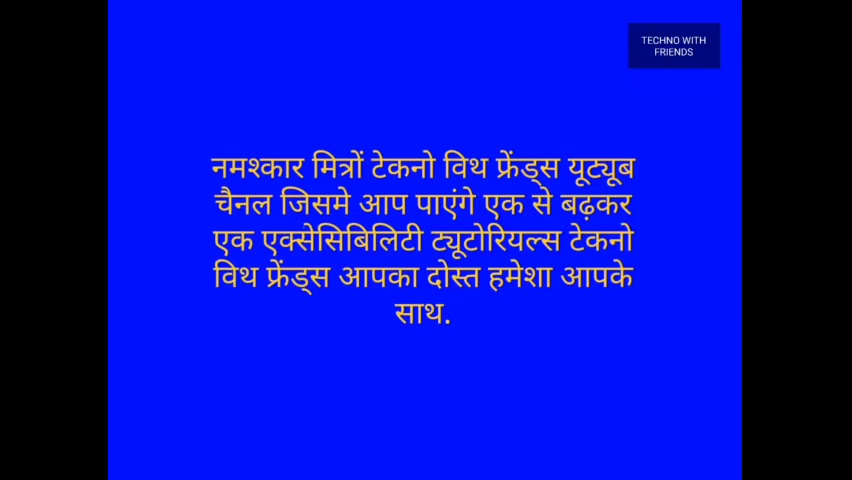 TECHNO WITH
FRIENDS
नमश्कार मित्रों टेकनो विथ फ्रेंड्स यूट्यूब
चैनल जिसमे आप पाएंगे एक से बढ़कर
एक एक्सेसिबिलिटी ट्यूटोरियल्स टेकनो
विथ फ्रेंड्स आपका दोस्त हमेशा आपके
साथ.